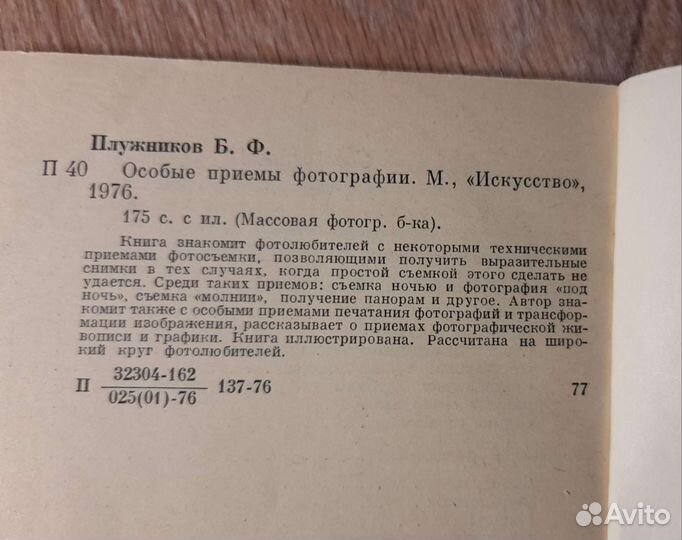 Плужников Б. Ф.
П 40 Особые приемы фотографии. М., «Искусство»,
1976.
175 с. с ил. (Массовая фотогр. б-ка).
Книга знакомит фотолюбителей с некоторыми техническими
приемами фотосъемки, позволяющими получить выразительные
снимки в тех случаях, когда простой съемкой этого сделать не
удается. Среди таких приемов: съемка ночью и фотография «под
ночь», съемка «молнии», получение панорам и другое. Автор зна-
комит также с особыми приемами печатания фотографий и трансфор-
мации изображения, рассказывает о приемах фотографической жи-
вописи и графики. Книга иллюстрирована. Рассчитана на широ-
кий круг фотолюбителей.
П 32304-162
025(01)-76 137-76 77
Avito